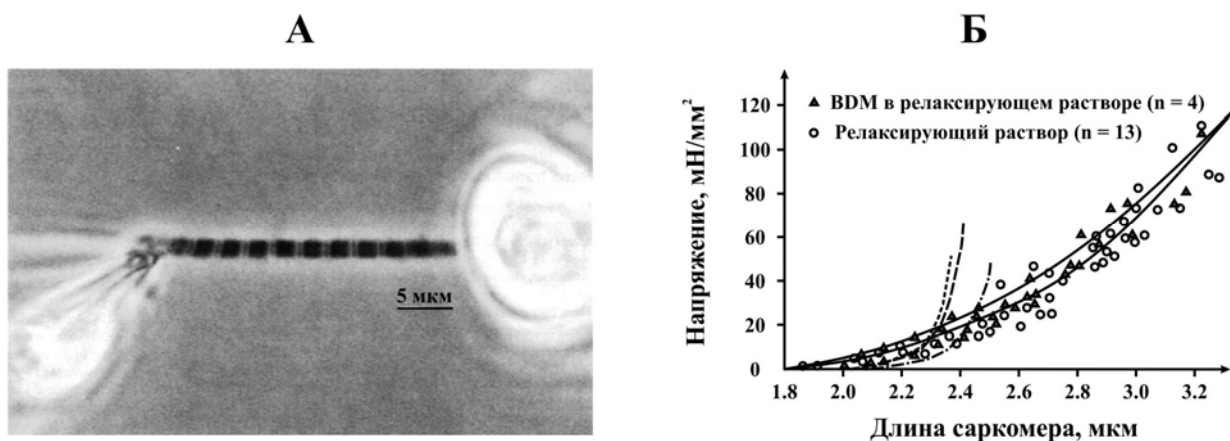 А
5 мкм
Б
Напряжение, мН/мм²
120
100
80
60
40
20
0
BDM в релаксирующем растворе (n = 4)
Релаксирующий раствор (n = 13)
1.8 2.0 2.2 2.4 2.6 2.8 3.0 3.2
Длина саркомера, мкм